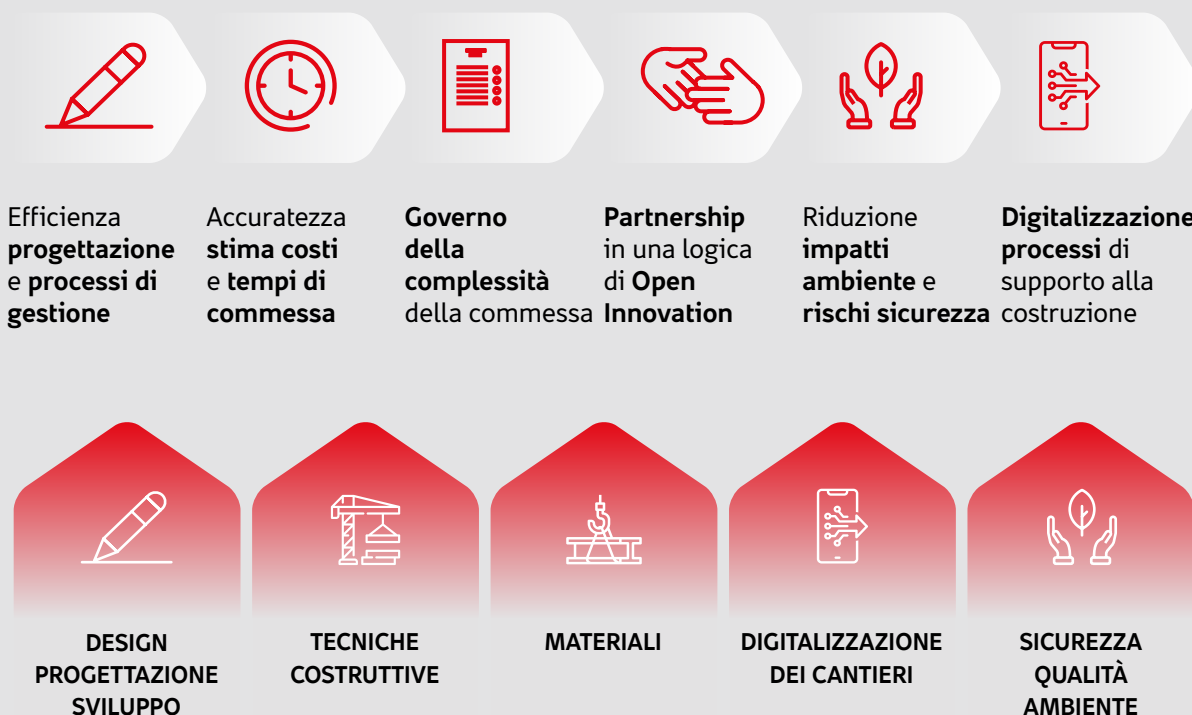 Efficienza
progettazione
e processi di
gestione
Accuratezza
stima costi
e tempi di
commessa
Governo
della
complessità
della commessa
Partnership
in una logica
di Open
Innovation
Riduzione
impatti
ambiente e
rischi sicurezza
Digitalizzazione
processi di
supporto alla
costruzione
DESIGN
PROGETTAZIONE
SVILUPPO
TECNICHE
COSTRUTTIVE
MATERIALI
DIGITALIZZAZIONE
DEI CANTIERI
SICUREZZA
QUALITÀ
AMBIENTE